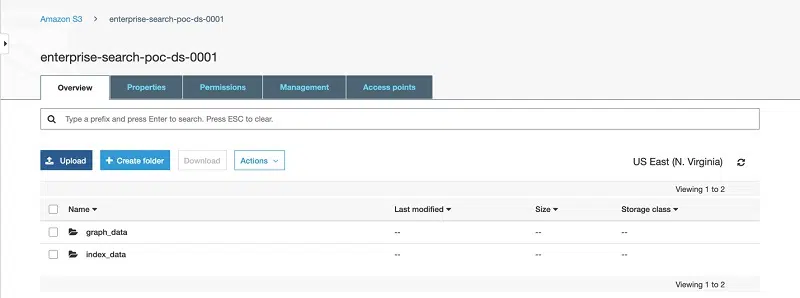 Amazon S3 > enterprise-search-poc-ds-0001
enterprise-search-poc-ds-0001
Overview Properties Permissions Management Access points
Type a prefix and press Enter to search. Press ESC to clear.
Upload + Create folder Download Actions US East (N. Virginia)
Viewing 1 to 2
Name Last modified Size Storage class
graph_data -- -- --
index_data -- -- --
Viewing 1 to 2